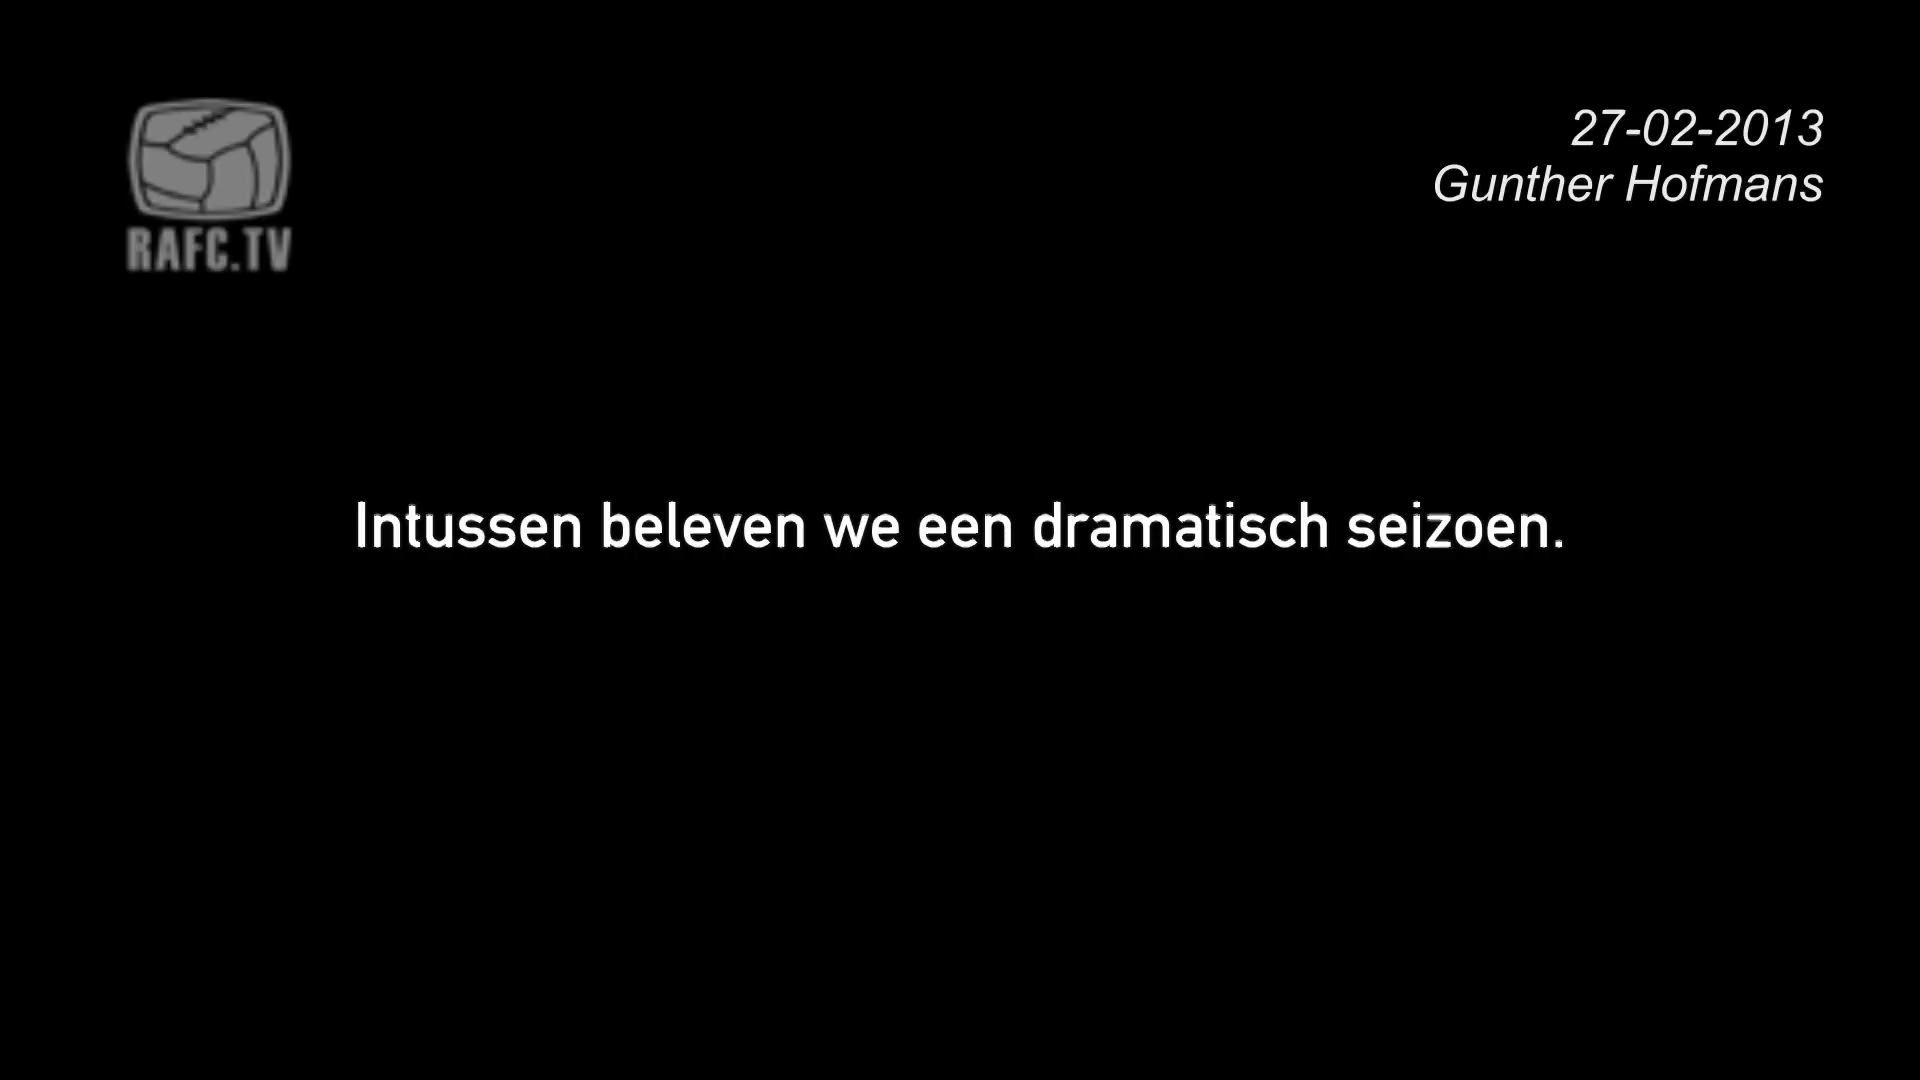 RAFC.TV
27-02-2013
Gunther Hofmans
Intussen beleven we een dramatisch seizoen.